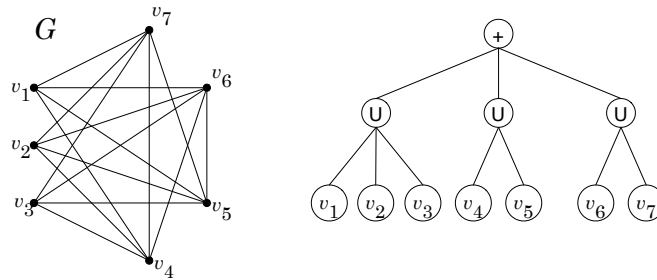 G
v₇
v₁
v₆
v₂
v₃
v₅
v₄
+
U U U
v₁ v₂ v₃ v₄ v₅ v₆ v₇